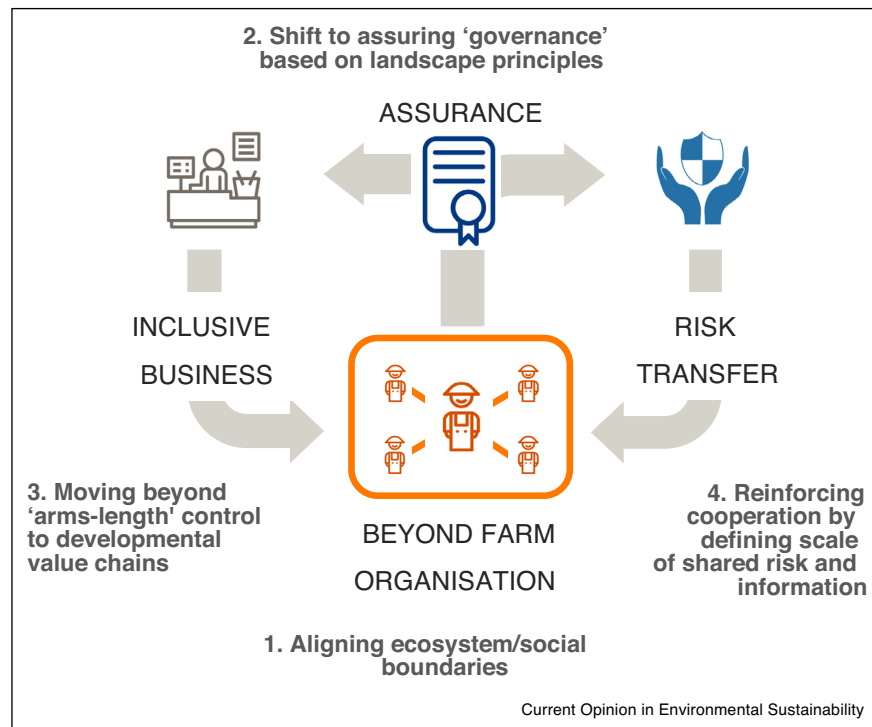 2. Shift to assuring ‘governance’
based on landscape principles
ASSURANCE
INCLUSIVE
BUSINESS
RISK
TRANSFER
3. Moving beyond
‘arms-length' control
to developmental
value chains
BEYOND FARM
ORGANISATION
4. Reinforcing
cooperation by
defining scale
of shared risk and
information
1. Aligning ecosystem/social
boundaries
Current Opinion in Environmental Sustainability